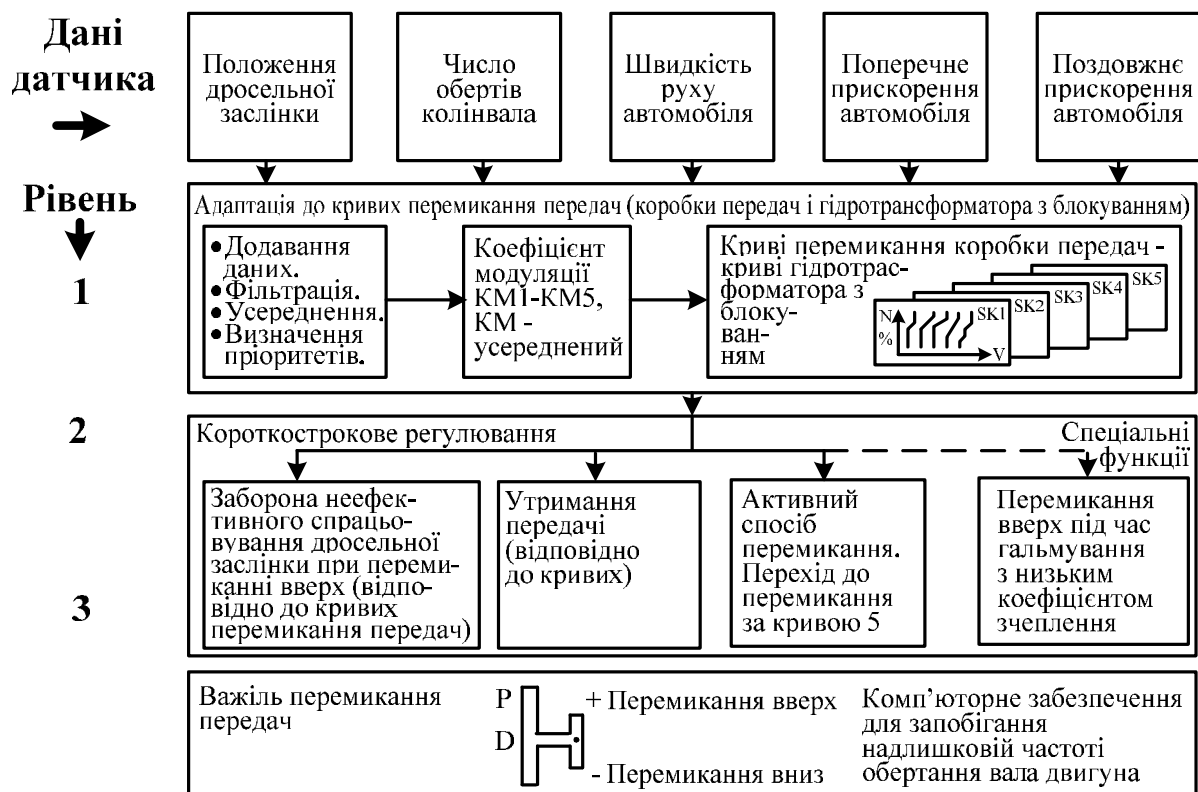 Дані
датчика
Положення
дросельної
заслінки
Число
обертів
колінвала
Швидкість
руху
автомобіля
Поперечне
прискорення
автомобіля
Поздовжнє
прискорення
автомобіля
Рівень
1
Адаптація до кривих перемикання передач (коробки передач і гідротрансформатора з блокуванням)
•Додавання
даних.
•Фільтрація.
•Усереднення.
•Визначення
пріоритетів.
Коефіцієнт
модуляції
КМ1-КМ5,
КМ -
усереднений
Криві перемикання коробки передач -
криві гідротрас-
форматора з
блоку-
ван-
ням
N
%
V
SK1
SK2
SK3
SK4
SK5
2
Короткострокове регулювання
Спеціальні
функції
3
Заборона неефек-
тивного спрацьо-
вування дросельної
заслінки при переми-
канні вверх (відпо-
відно до кривих
перемикання передач)
Утримання
передачі
(відповідно
до кривих)
Активний
спосіб
перемикання.
Перехід до
перемикання
за кривою 5
Перемикання
вверх під час
гальмування
з низьким
коефіцієнтом
зчеплення
Важіль перемикання
передач
P
D
+ Перемикання вверх
- Перемикання вниз
Комп’ютерне забезпечення
для запобігання
надлишковій частоті
обертання вала двигуна